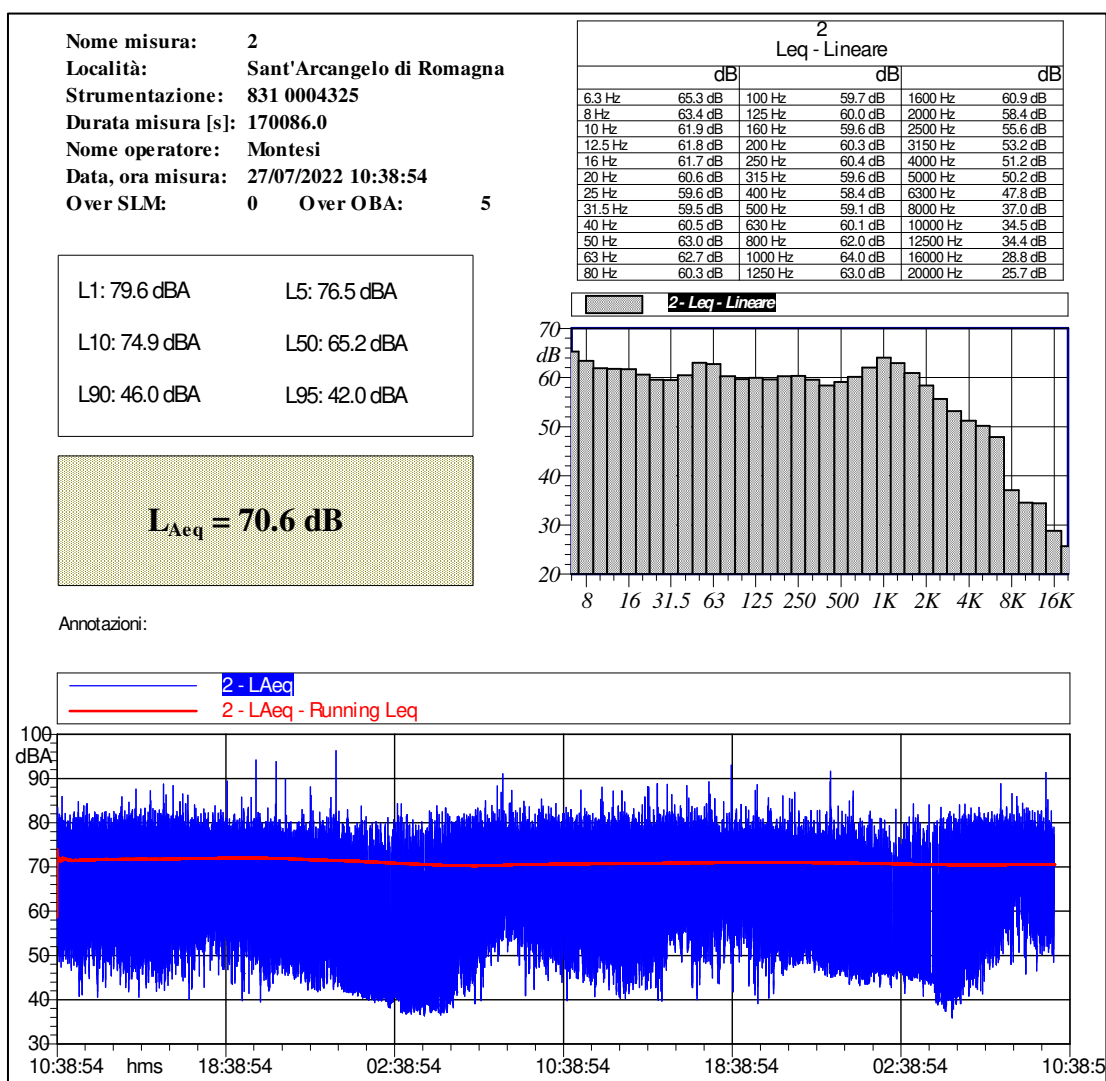 Nome misura: 2
Località: Sant'Arcangelo di Romagna
Strumentazione: 831 0004325
Durata misura [s]: 170086.0
Nome operatore: Montesi
Data, ora misura: 27/07/2022 10:38:54
Over SLM: 0 Over OBA: 5
2
Leq - Lineare
dB dB dB
6.3 Hz 65.3 dB 100 Hz 59.7 dB 1600 Hz 60.9 dB
8 Hz 63.4 dB 125 Hz 60.0 dB 2000 Hz 58.4 dB
10 Hz 61.9 dB 160 Hz 59.6 dB 2500 Hz 55.6 dB
12.5 Hz 61.8 dB 200 Hz 60.3 dB 3150 Hz 53.2 dB
16 Hz 61.7 dB 250 Hz 60.4 dB 4000 Hz 51.2 dB
20 Hz 60.6 dB 315 Hz 59.6 dB 5000 Hz 50.2 dB
25 Hz 59.6 dB 400 Hz 58.4 dB 6300 Hz 47.8 dB
31.5 Hz 59.5 dB 500 Hz 59.1 dB 8000 Hz 37.0 dB
40 Hz 60.5 dB 630 Hz 60.1 dB 10000 Hz 34.5 dB
50 Hz 63.0 dB 800 Hz 62.0 dB 12500 Hz 34.4 dB
63 Hz 62.7 dB 1000 Hz 64.0 dB 16000 Hz 28.8 dB
80 Hz 60.3 dB 1250 Hz 63.0 dB 20000 Hz 25.7 dB
L1: 79.6 dBA L5: 76.5 dBA
L10: 74.9 dBA L50: 65.2 dBA
L90: 46.0 dBA L95: 42.0 dBA
2 - Leq - Lineare
70
dB
60
50
40
30
20
8 16 31.5 63 125 250 500 1K 2K 4K 8K 16K
LAeq = 70.6 dB
Annotazioni:
2 - LAeq
2 - LAeq - Running Leq
100
dBA
90
80
70
60
50
40
30
10:38:54 hms 18:38:54 02:38:54 10:38:54 18:38:54 02:38:54 10:38:5